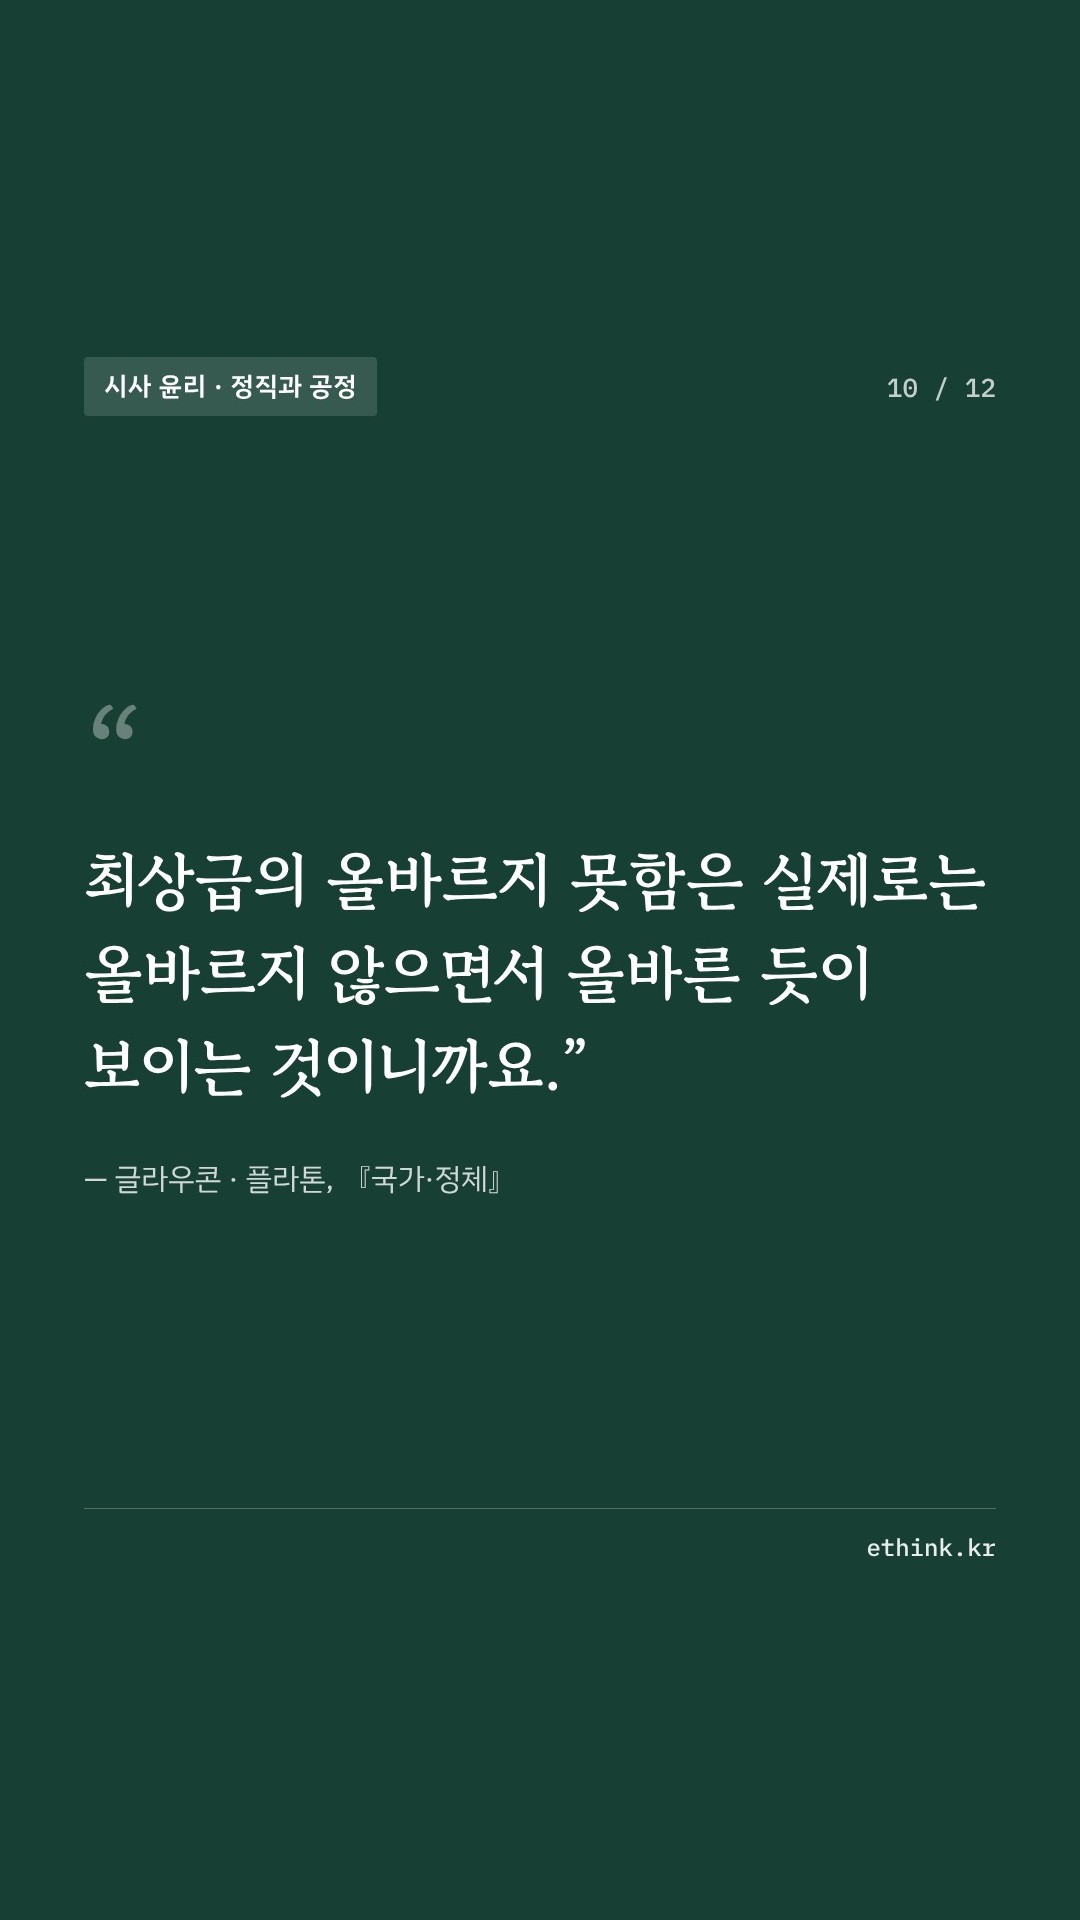 시사 윤리 · 정직과 공정
10 / 12
“
최상급의 올바르지 못함은 실제로는
올바르지 않으면서 올바른 듯이
보이는 것이니까요.”
— 글라우콘 · 플라톤, 『국가·정체』
ethink.kr